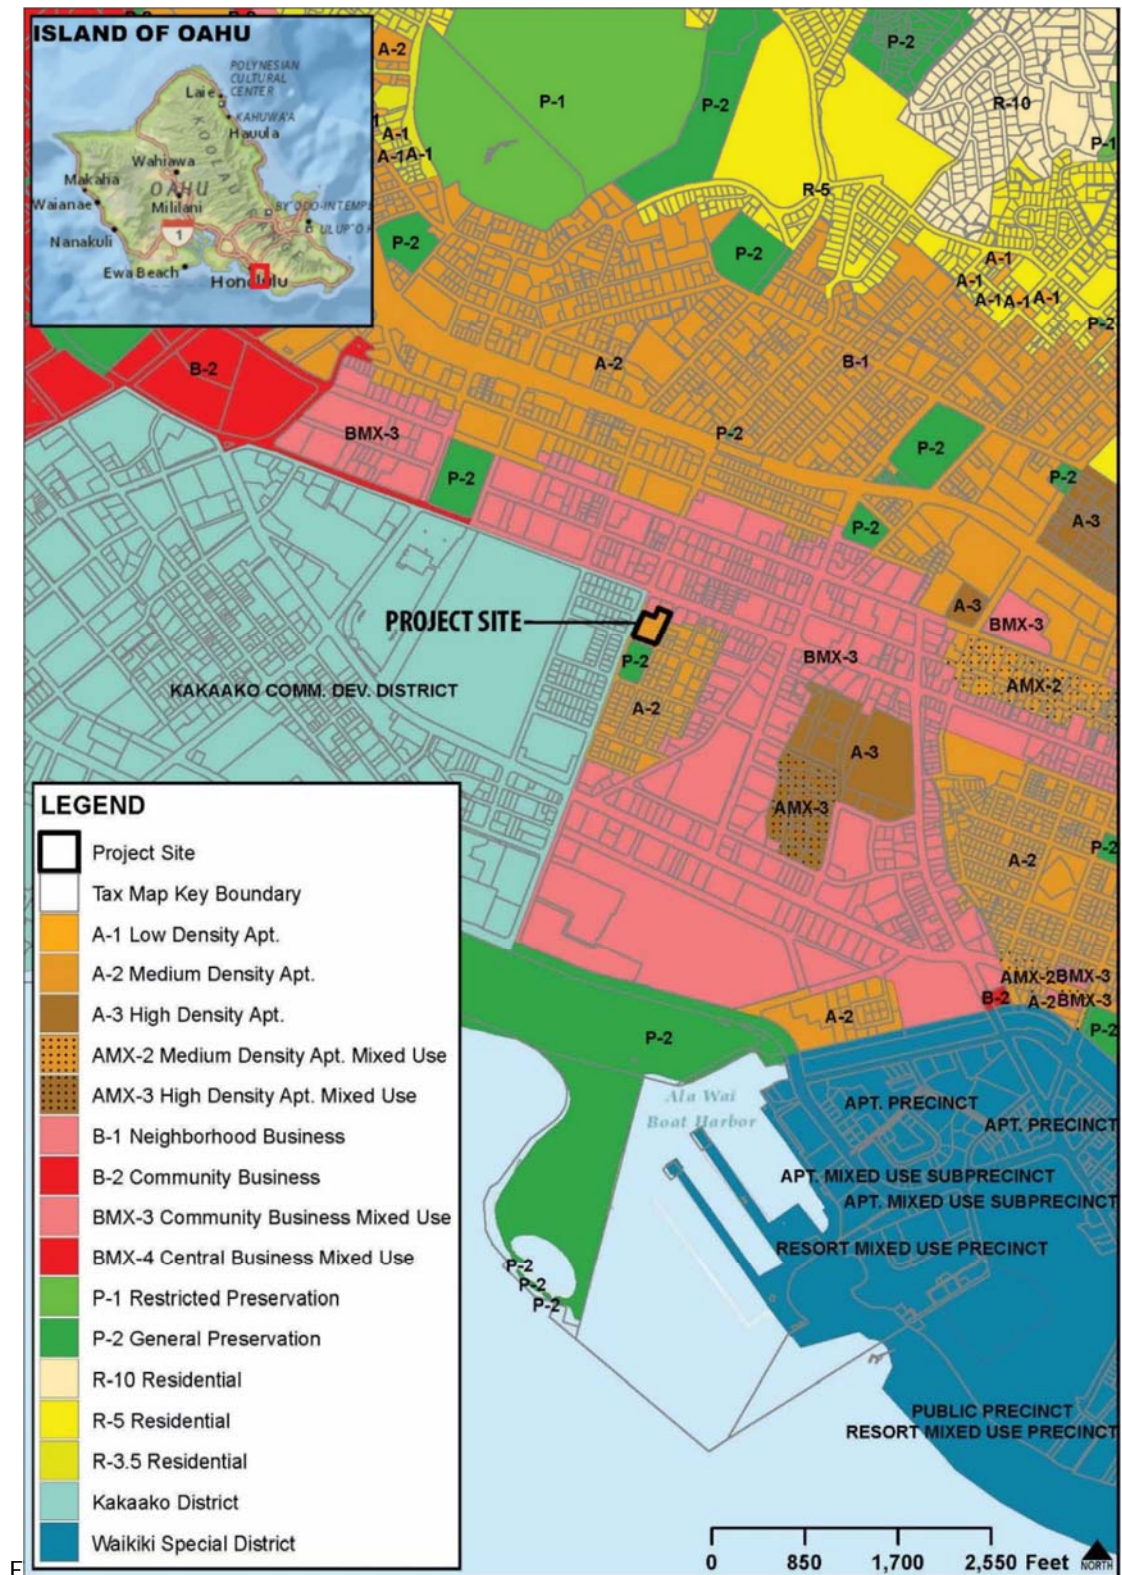 ISLAND OF OAHU
POLYNESIAN
CULTURAL
CENTER
Laie
KAHUWA'A
Hauula
KOOLAU
Wahiawa
Makaha
OAHU
Waianae
Mililani
Nanakuli
1
Ewa Beach
Honolulu
A-2
P-1
P-2
P-2
R-10
A-1
P-1
A-1A-1
R-5
P-2
P-2
A-1
A-1
A-1A-1A-1
P-2
B-2
A-2
B-1
BMX-3
P-2
P-2
P-2
P-2
A-3
P-2
A-3
BMX-3
PROJECT SITE
P-2
BMX-3
AMX-2
KAKAAKO COMM. DEV. DISTRICT
A-2
A-3
AMX-3
P-2
A-2
AMX-2BMX-3
B-2
A-2BMX-3
A-2
P-2
P-2
Ala Wai
Boat Harbor
APT. PRECINCT
APT. PRECINCT
APT. MIXED USE SUBPRECINCT
APT. MIXED USE SUBPRECINCT
RESORT MIXED USE PRECINCT
P-2
P-2
P-2
PUBLIC PRECINCT
RESORT MIXED USE PRECINCT
LEGEND
Project Site
Tax Map Key Boundary
A-1 Low Density Apt.
A-2 Medium Density Apt.
A-3 High Density Apt.
AMX-2 Medium Density Apt. Mixed Use
AMX-3 High Density Apt. Mixed Use
B-1 Neighborhood Business
B-2 Community Business
BMX-3 Community Business Mixed Use
BMX-4 Central Business Mixed Use
P-1 Restricted Preservation
P-2 General Preservation
R-10 Residential
R-5 Residential
R-3.5 Residential
Kakaako District
Waikiki Special District
0 850 1,700 2,550 Feet
NORTH